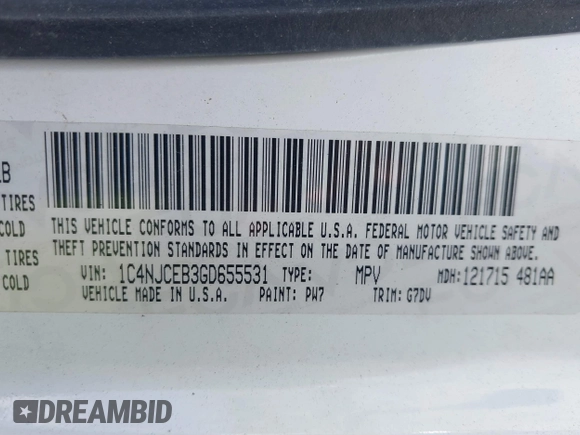 LB
TIRES
COLD
TIRES
COLD
THIS VEHICLE CONFORMS TO ALL APPLICABLE U.S.A. FEDERAL MOTOR VEHICLE SAFETY AND
THEFT PREVENTION STANDARDS IN EFFECT ON THE DATE OF MANUFACTURE SHOWN ABOVE
VIN: 1C4NJCEB3GD655531 TYPE: MPV MDH: 121715 481AA
VEHICLE MADE IN U.S.A. PAINT: PW7 TRIM: G7DV
DREAMBID